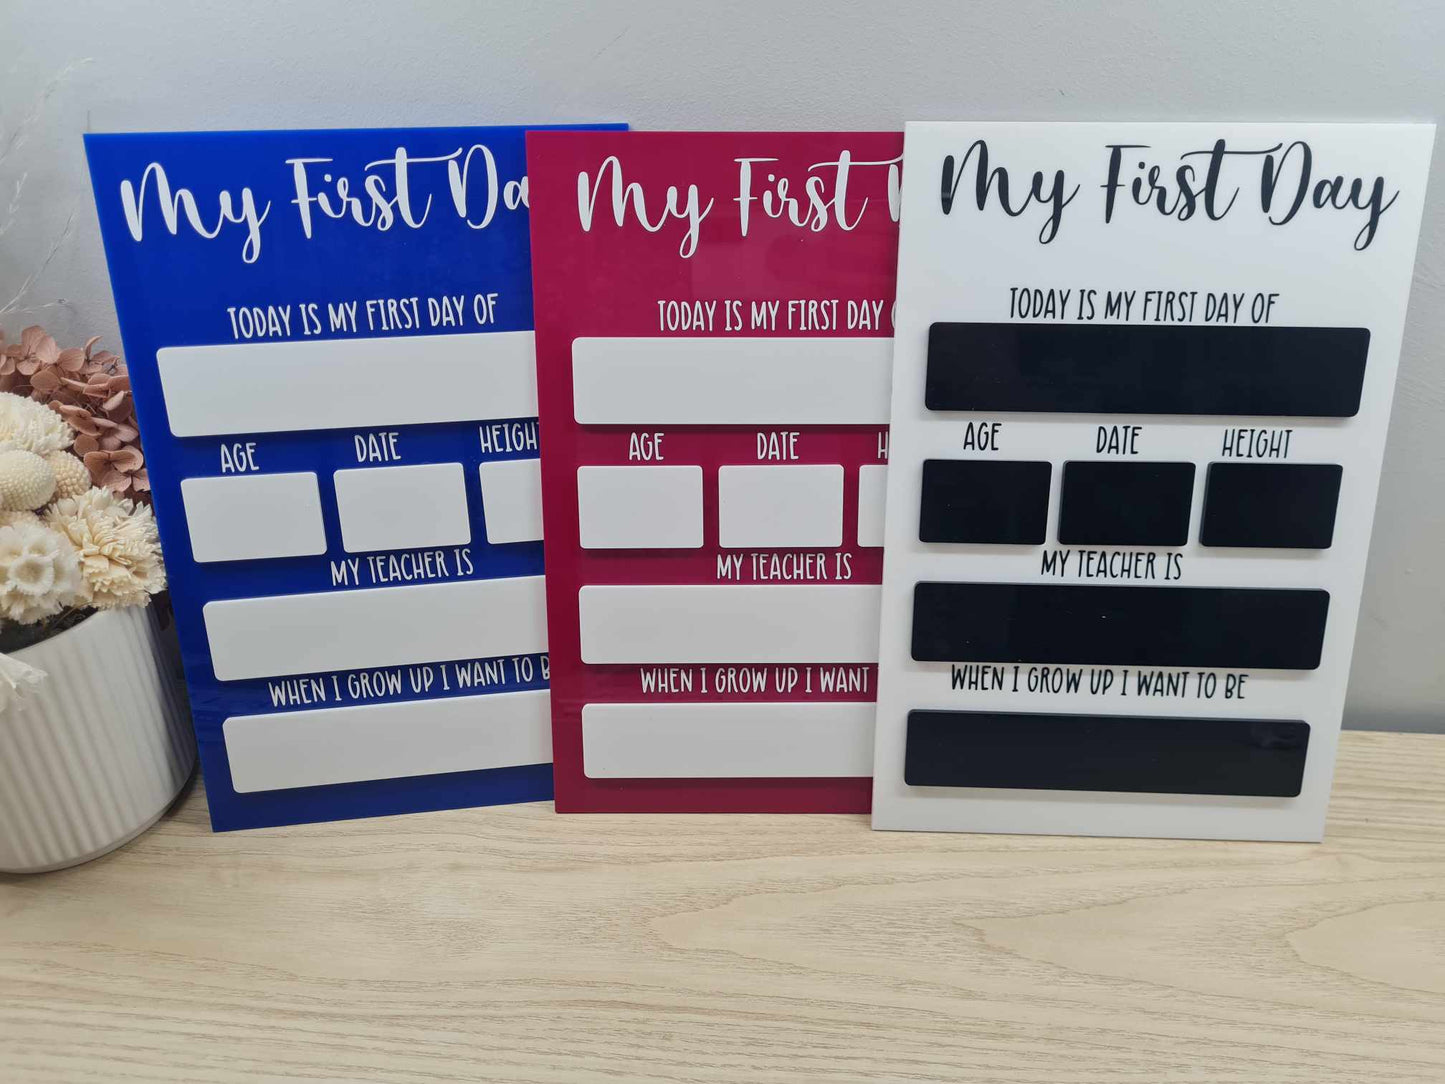 My First Da
TODAY IS MY FIRST DAY OF
AGE DATE HEIGHT
MY TEACHER IS
WHEN I GROW UP I WANT TO B
My First
TODAY IS MY FIRST DAY
AGE DATE H
MY TEACHER IS
WHEN I GROW UP I WANT
My First Day
TODAY IS MY FIRST DAY OF
AGE DATE HEIGHT
MY TEACHER IS
WHEN I GROW UP I WANT TO BE